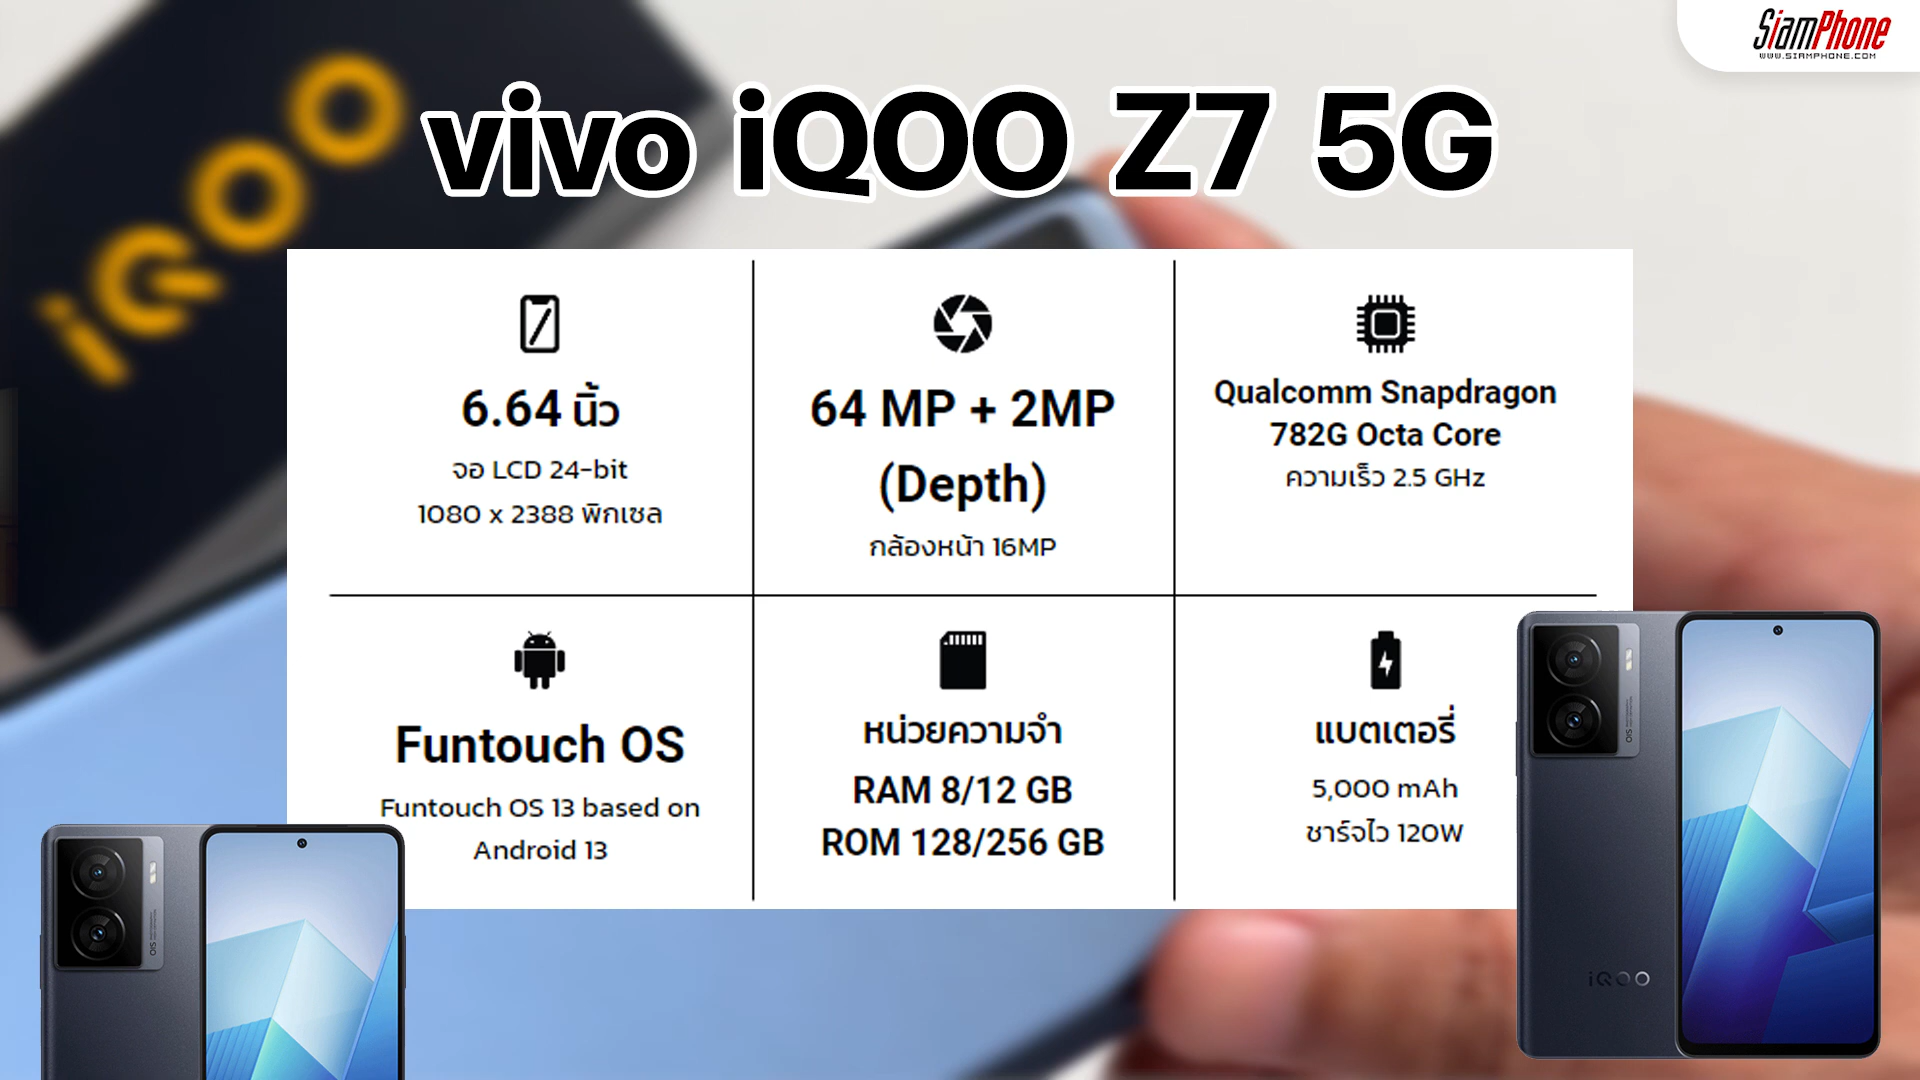 SiamPhone
WWW.SIAMPHONE.COM
iQOO
vivo iQOO Z7 5G
6.64 นิ้ว
จอ LCD 24-bit
1080 x 2388 พิกเซล
64 MP + 2MP
(Depth)
กล้องหน้า 16MP
Qualcomm Snapdragon
782G Octa Core
ความเร็ว 2.5 GHz
Funtouch OS
Funtouch OS 13 based on
Android 13
หน่วยความจำ
RAM 8/12 GB
ROM 128/256 GB
แบตเตอรี่
5,000 mAh
ชาร์จไว 120W
OIS
OIS
iQOO